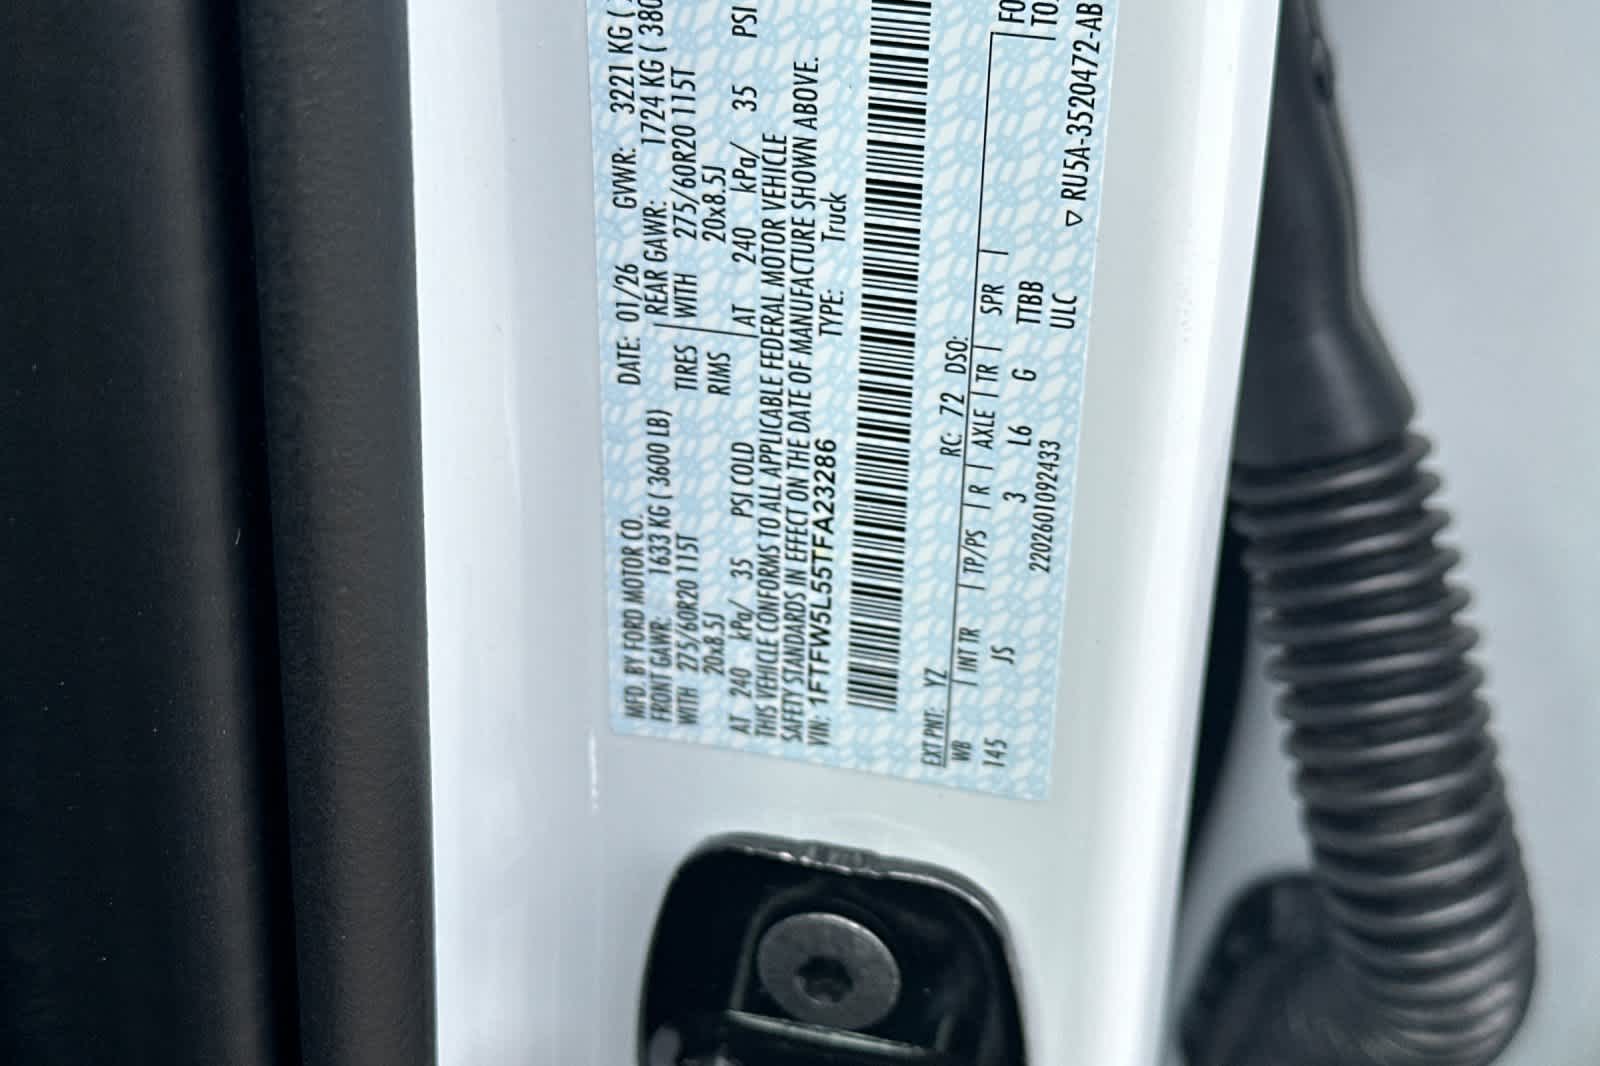 MFD. BY FORD MOTOR CO. DATE: 01/26 GVWR: 3221 KG (
FRONT GAWR: 1633 KG (3600 LB) REAR GAWR: 1724 KG (380
WITH 275/60R20 115T TIRES WITH 275/60R20 115T
20x8.5J RIMS 20x8.5J
AT 240 kPa/ 35 PSI COLD AT 240 kPa/ 35 PSI
THIS VEHICLE CONFORMS TO ALL APPLICABLE FEDERAL MOTOR VEHICLE
SAFETY STANDARDS IN EFFECT ON THE DATE OF MANUFACTURE SHOWN ABOVE.
VIN: 1FTFW5L55TFA23286 TYPE: Truck
EXT PNT: YZ RC: 72 DSO: FO
WB | INT TR | TP/PS | R | AXLE | TR | SPR | TO
145 JS 3 L6 G TTBB
2202601092433 ULC ▽ RU5A-3520472-AB